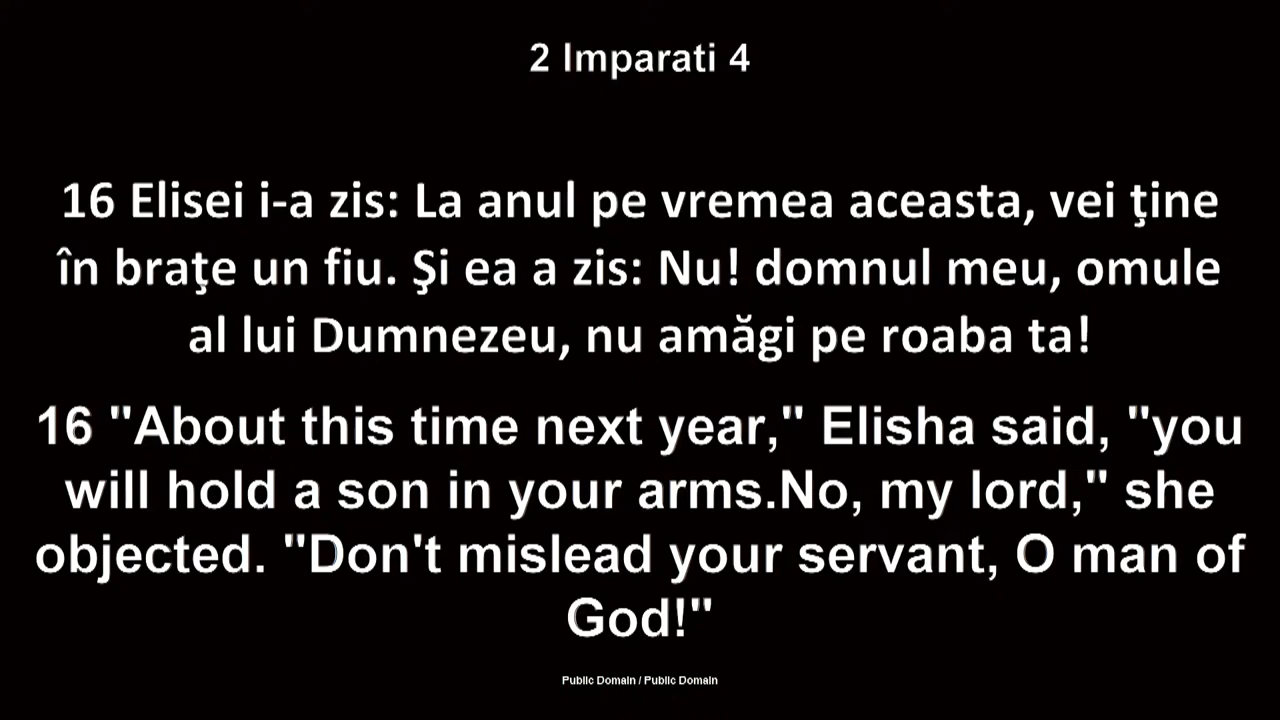 2 Imparati 4
16 Elisei i-a zis: La anul pe vremea aceasta, vei ţine
în braţe un fiu. Şi ea a zis: Nu! domnul meu, omule
al lui Dumnezeu, nu amăgi pe roaba ta!
16 "About this time next year," Elisha said, "you
will hold a son in your arms.No, my lord," she
objected. "Don't mislead your servant, O man of
God!"
Public Domain / Public Domain